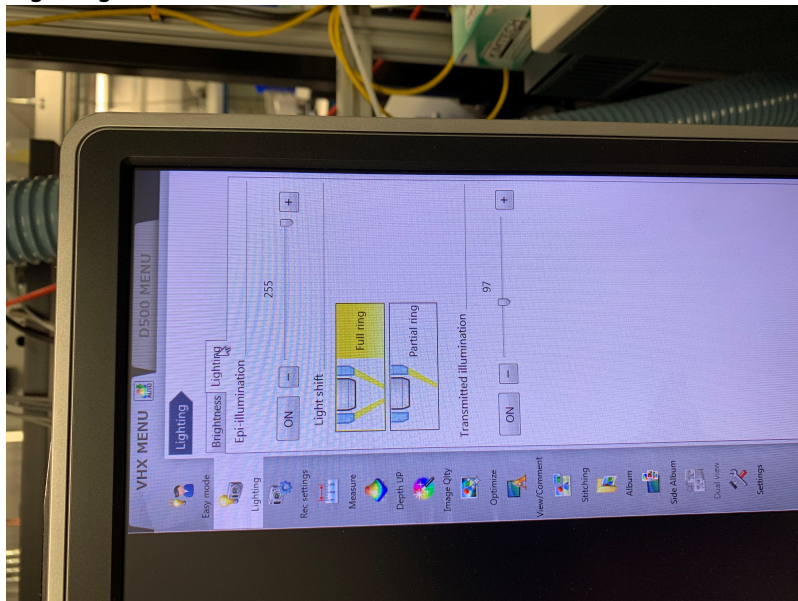 VHX MENU
AUTO
D500 MENU
Lighting
Brightness
Lighting
Epi-illumination
ON
−
255
+
Light shift
Full ring
Partial ring
Transmitted illumination
ON
−
97
+
Easy mode
Lighting
Rec settings
Measure
Depth UP
Image Qlty
Optimize
View/Comment
Stitching
Album
Side Album
Dual view
Settings